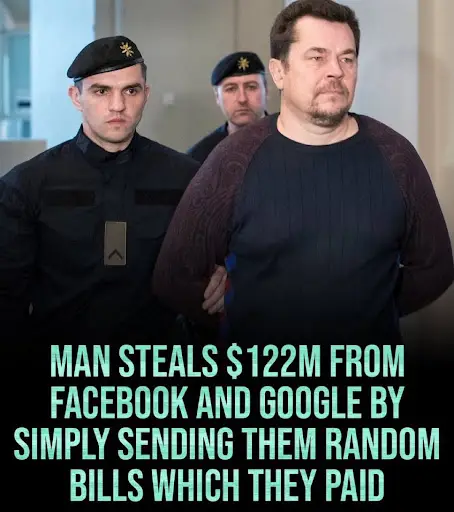 MAN STEALS $122M FROM
FACEBOOK AND GOOGLE BY
SIMPLY SENDING THEM RANDOM
BILLS WHICH THEY PAID